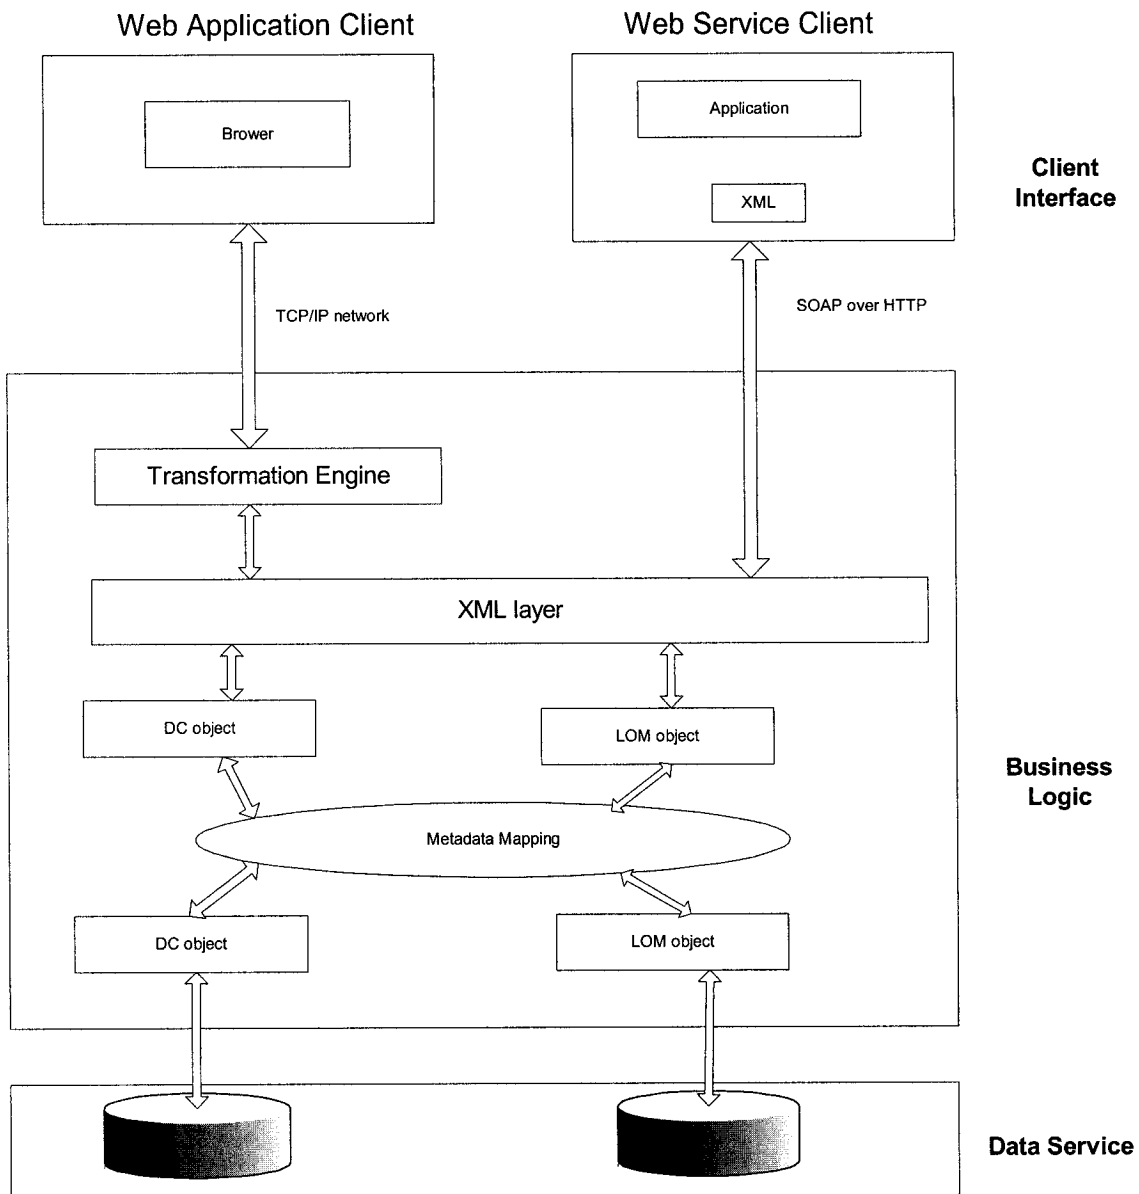 Web Application Client
Web Service Client
Brower
Application
XML
Client
Interface
TCP/IP network
SOAP over HTTP
Transformation Engine
XML layer
DC object
LOM object
Business
Logic
Metadata Mapping
DC object
LOM object
Data Service